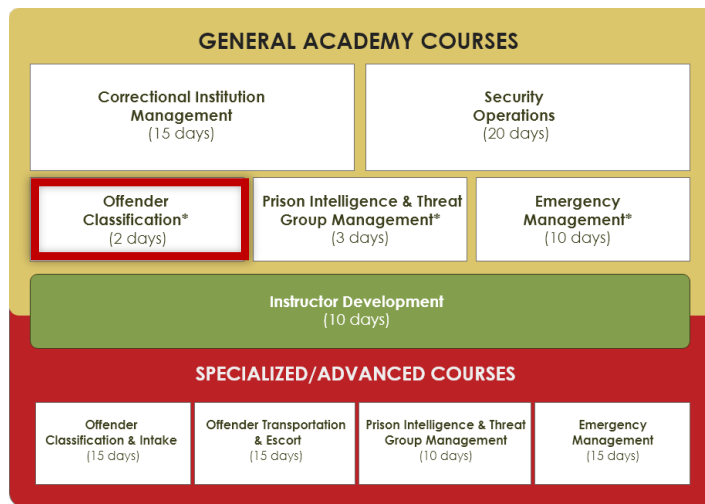 GENERAL ACADEMY COURSES
Correctional Institution
Management
(15 days)
Security
Operations
(20 days)
Offender
Classification*
(2 days)
Prison Intelligence & Threat
Group Management*
(3 days)
Emergency
Management*
(10 days)
Instructor Development
(10 days)
SPECIALIZED/ADVANCED COURSES
Offender
Classification & Intake
(15 days)
Offender Transportation
& Escort
(15 days)
Prison Intelligence & Threat
Group Management
(10 days)
Emergency
Management
(15 days)